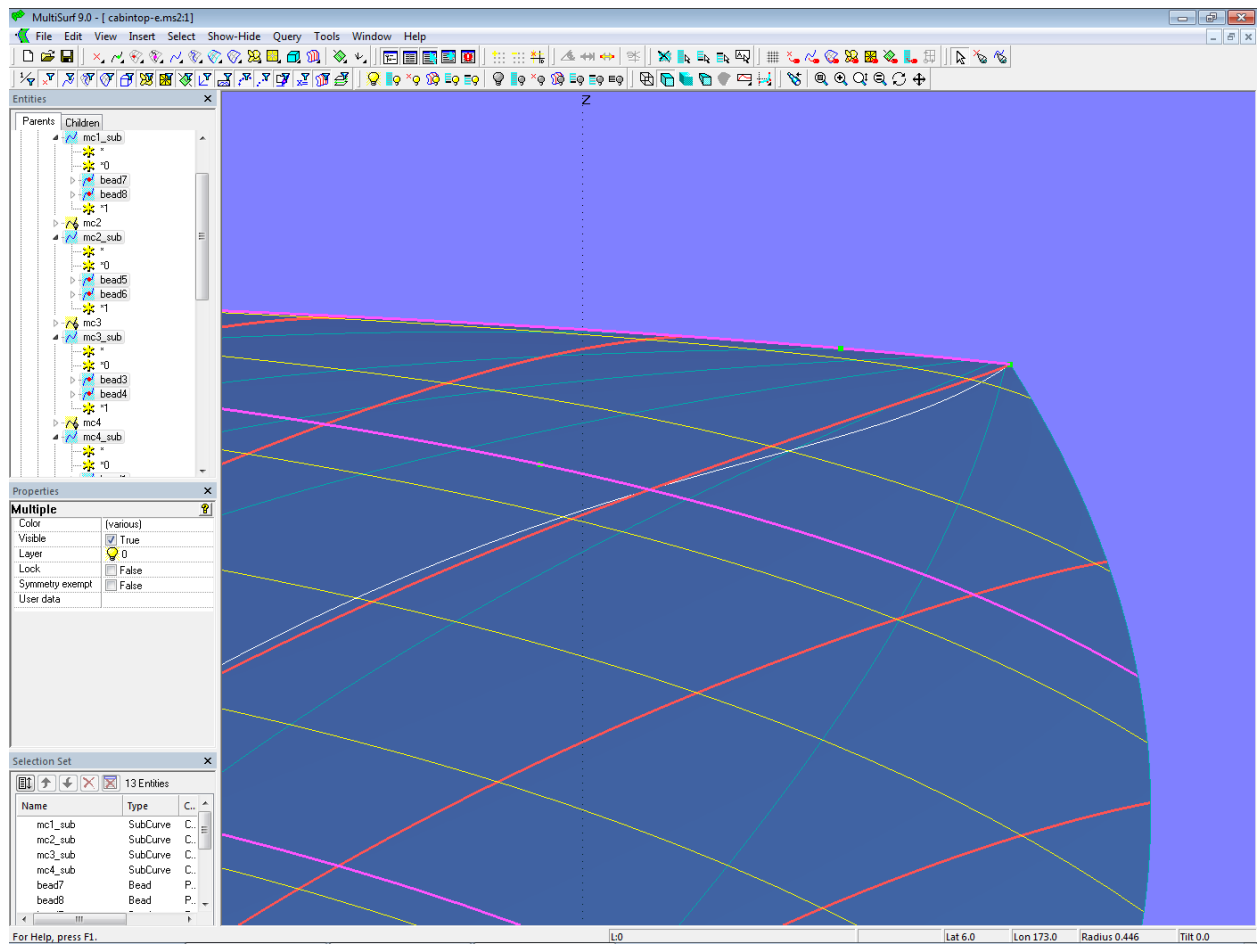 MultiSurf 9.0 - [ cabintop-e.ms2:1]
File Edit View Insert Select Show-Hide Query Tools Window Help
Entities
Parents Children
mc1_sub
*
*0
bead7
bead8
*1
mc2
mc2_sub
*
*0
bead5
bead6
*1
mc3
mc3_sub
*
*0
bead3
bead4
*1
mc4
mc4_sub
*
*0
Properties
Multiple
Color (various)
Visible True
Layer 0
Lock False
Symmetry exempt False
User data
Selection Set
13 Entities
Name Type C..
mc1_sub SubCurve C..
mc2_sub SubCurve C..
mc3_sub SubCurve C..
mc4_sub SubCurve C..
bead7 Bead P..
bead8 Bead P..
Z
For Help, press F1. L:0 Lat 6.0 Lon 173.0 Radius 0.446 Tilt 0.0